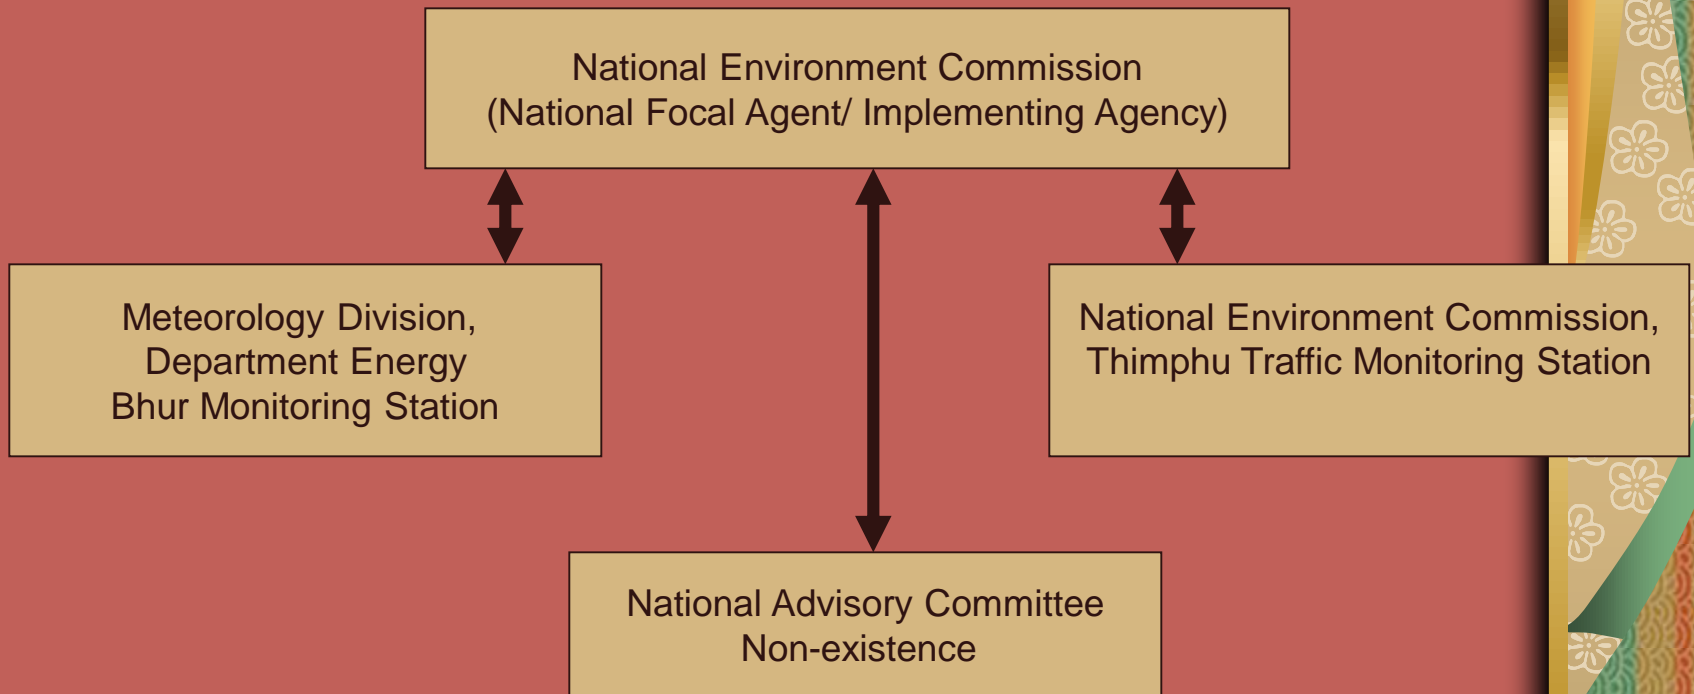 National Environment Commission
(National Focal Agent/ Implementing Agency)
Meteorology Division,
Department Energy
Bhur Monitoring Station
National Environment Commission,
Thimphu Traffic Monitoring Station
National Advisory Committee
Non-existence